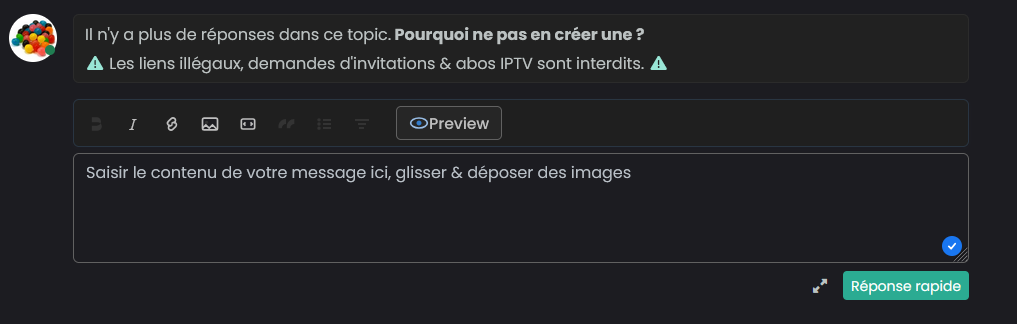 Il n'y a plus de réponses dans ce topic. Pourquoi ne pas en créer une ?
Les liens illégaux, demandes d'invitations & abos IPTV sont interdits.
B I Preview
Saisir le contenu de votre message ici, glisser & déposer des images
Réponse rapide